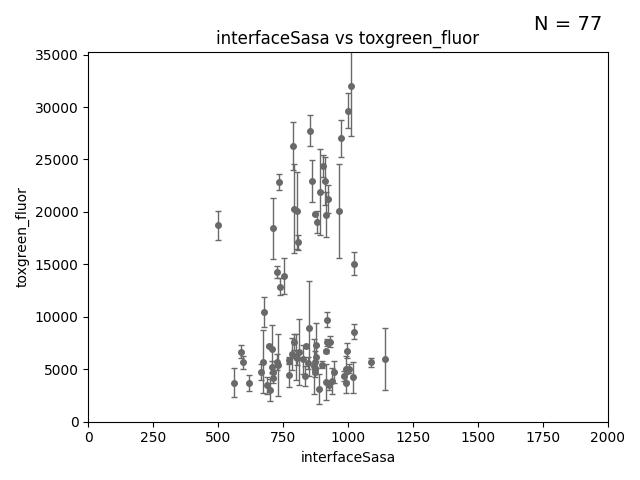 N = 77
interfaceSasa vs toxgreen_fluor
35000
30000
25000
20000
15000
10000
5000
0
toxgreen_fluor
0 250 500 750 1000 1250 1500 1750 2000
interfaceSasa